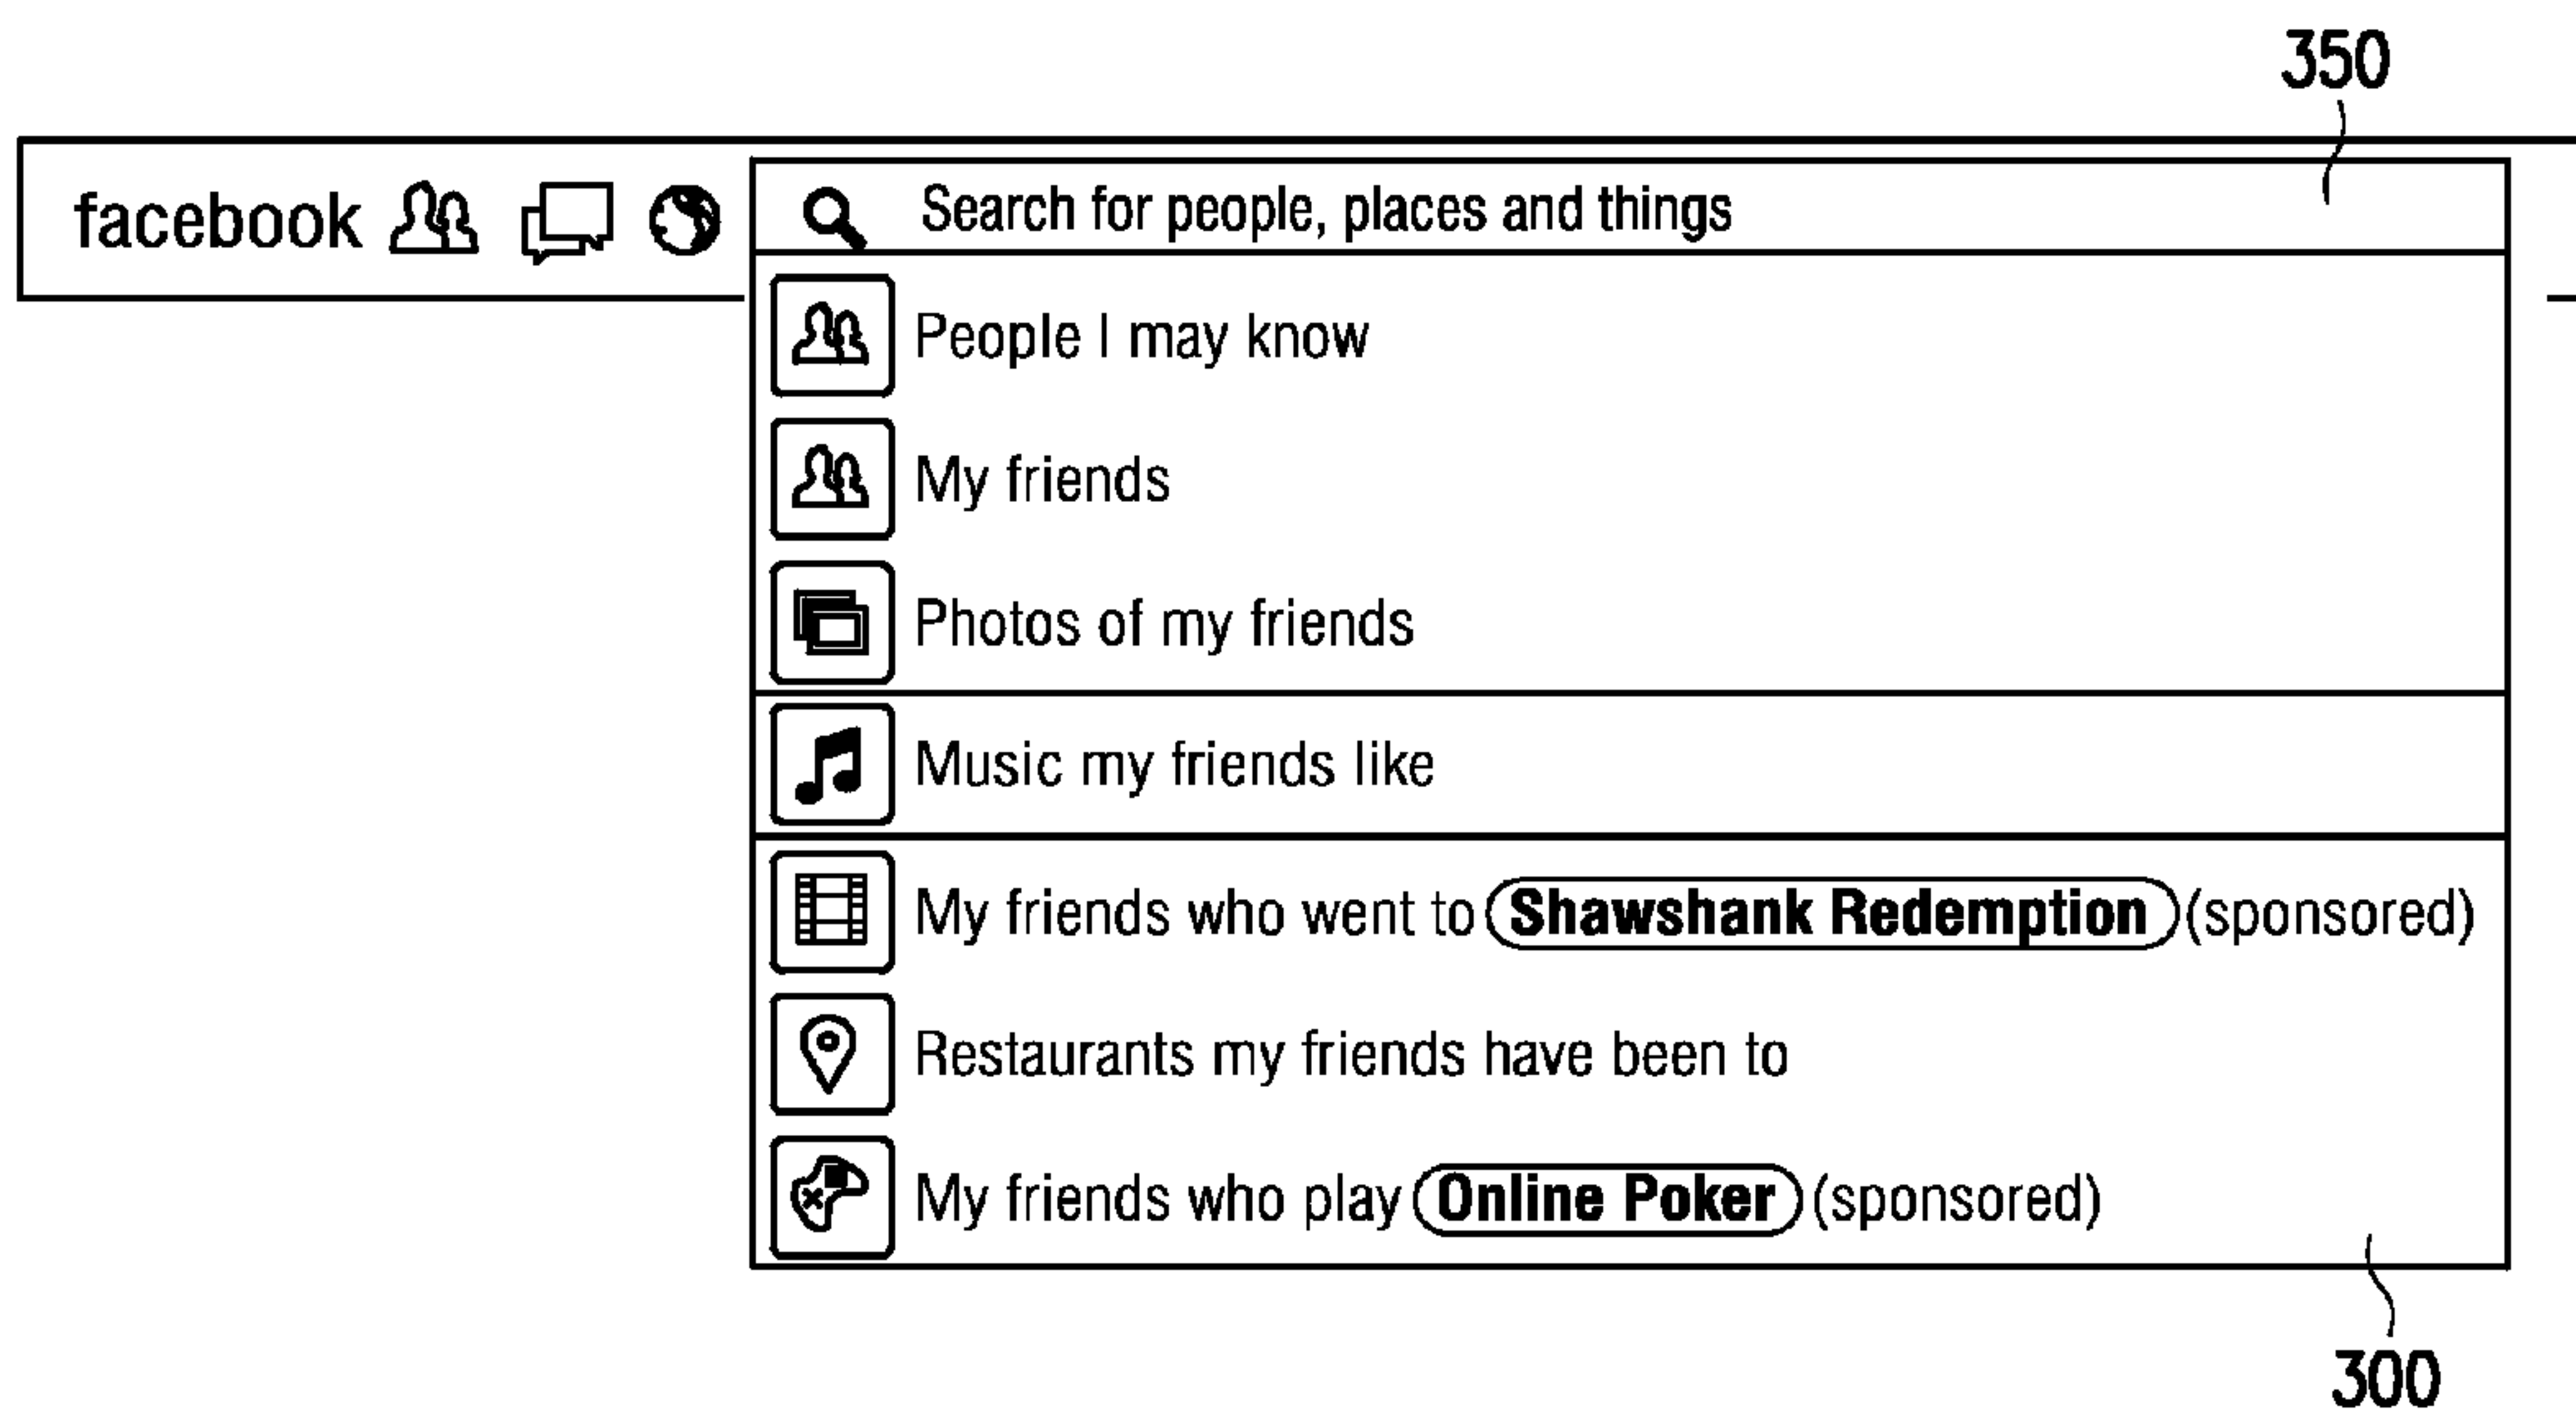 350
facebook
Search for people, places and things
People I may know
My friends
Photos of my friends
Music my friends like
My friends who went to Shawshank Redemption (sponsored)
Restaurants my friends have been to
My friends who play Online Poker (sponsored)
300